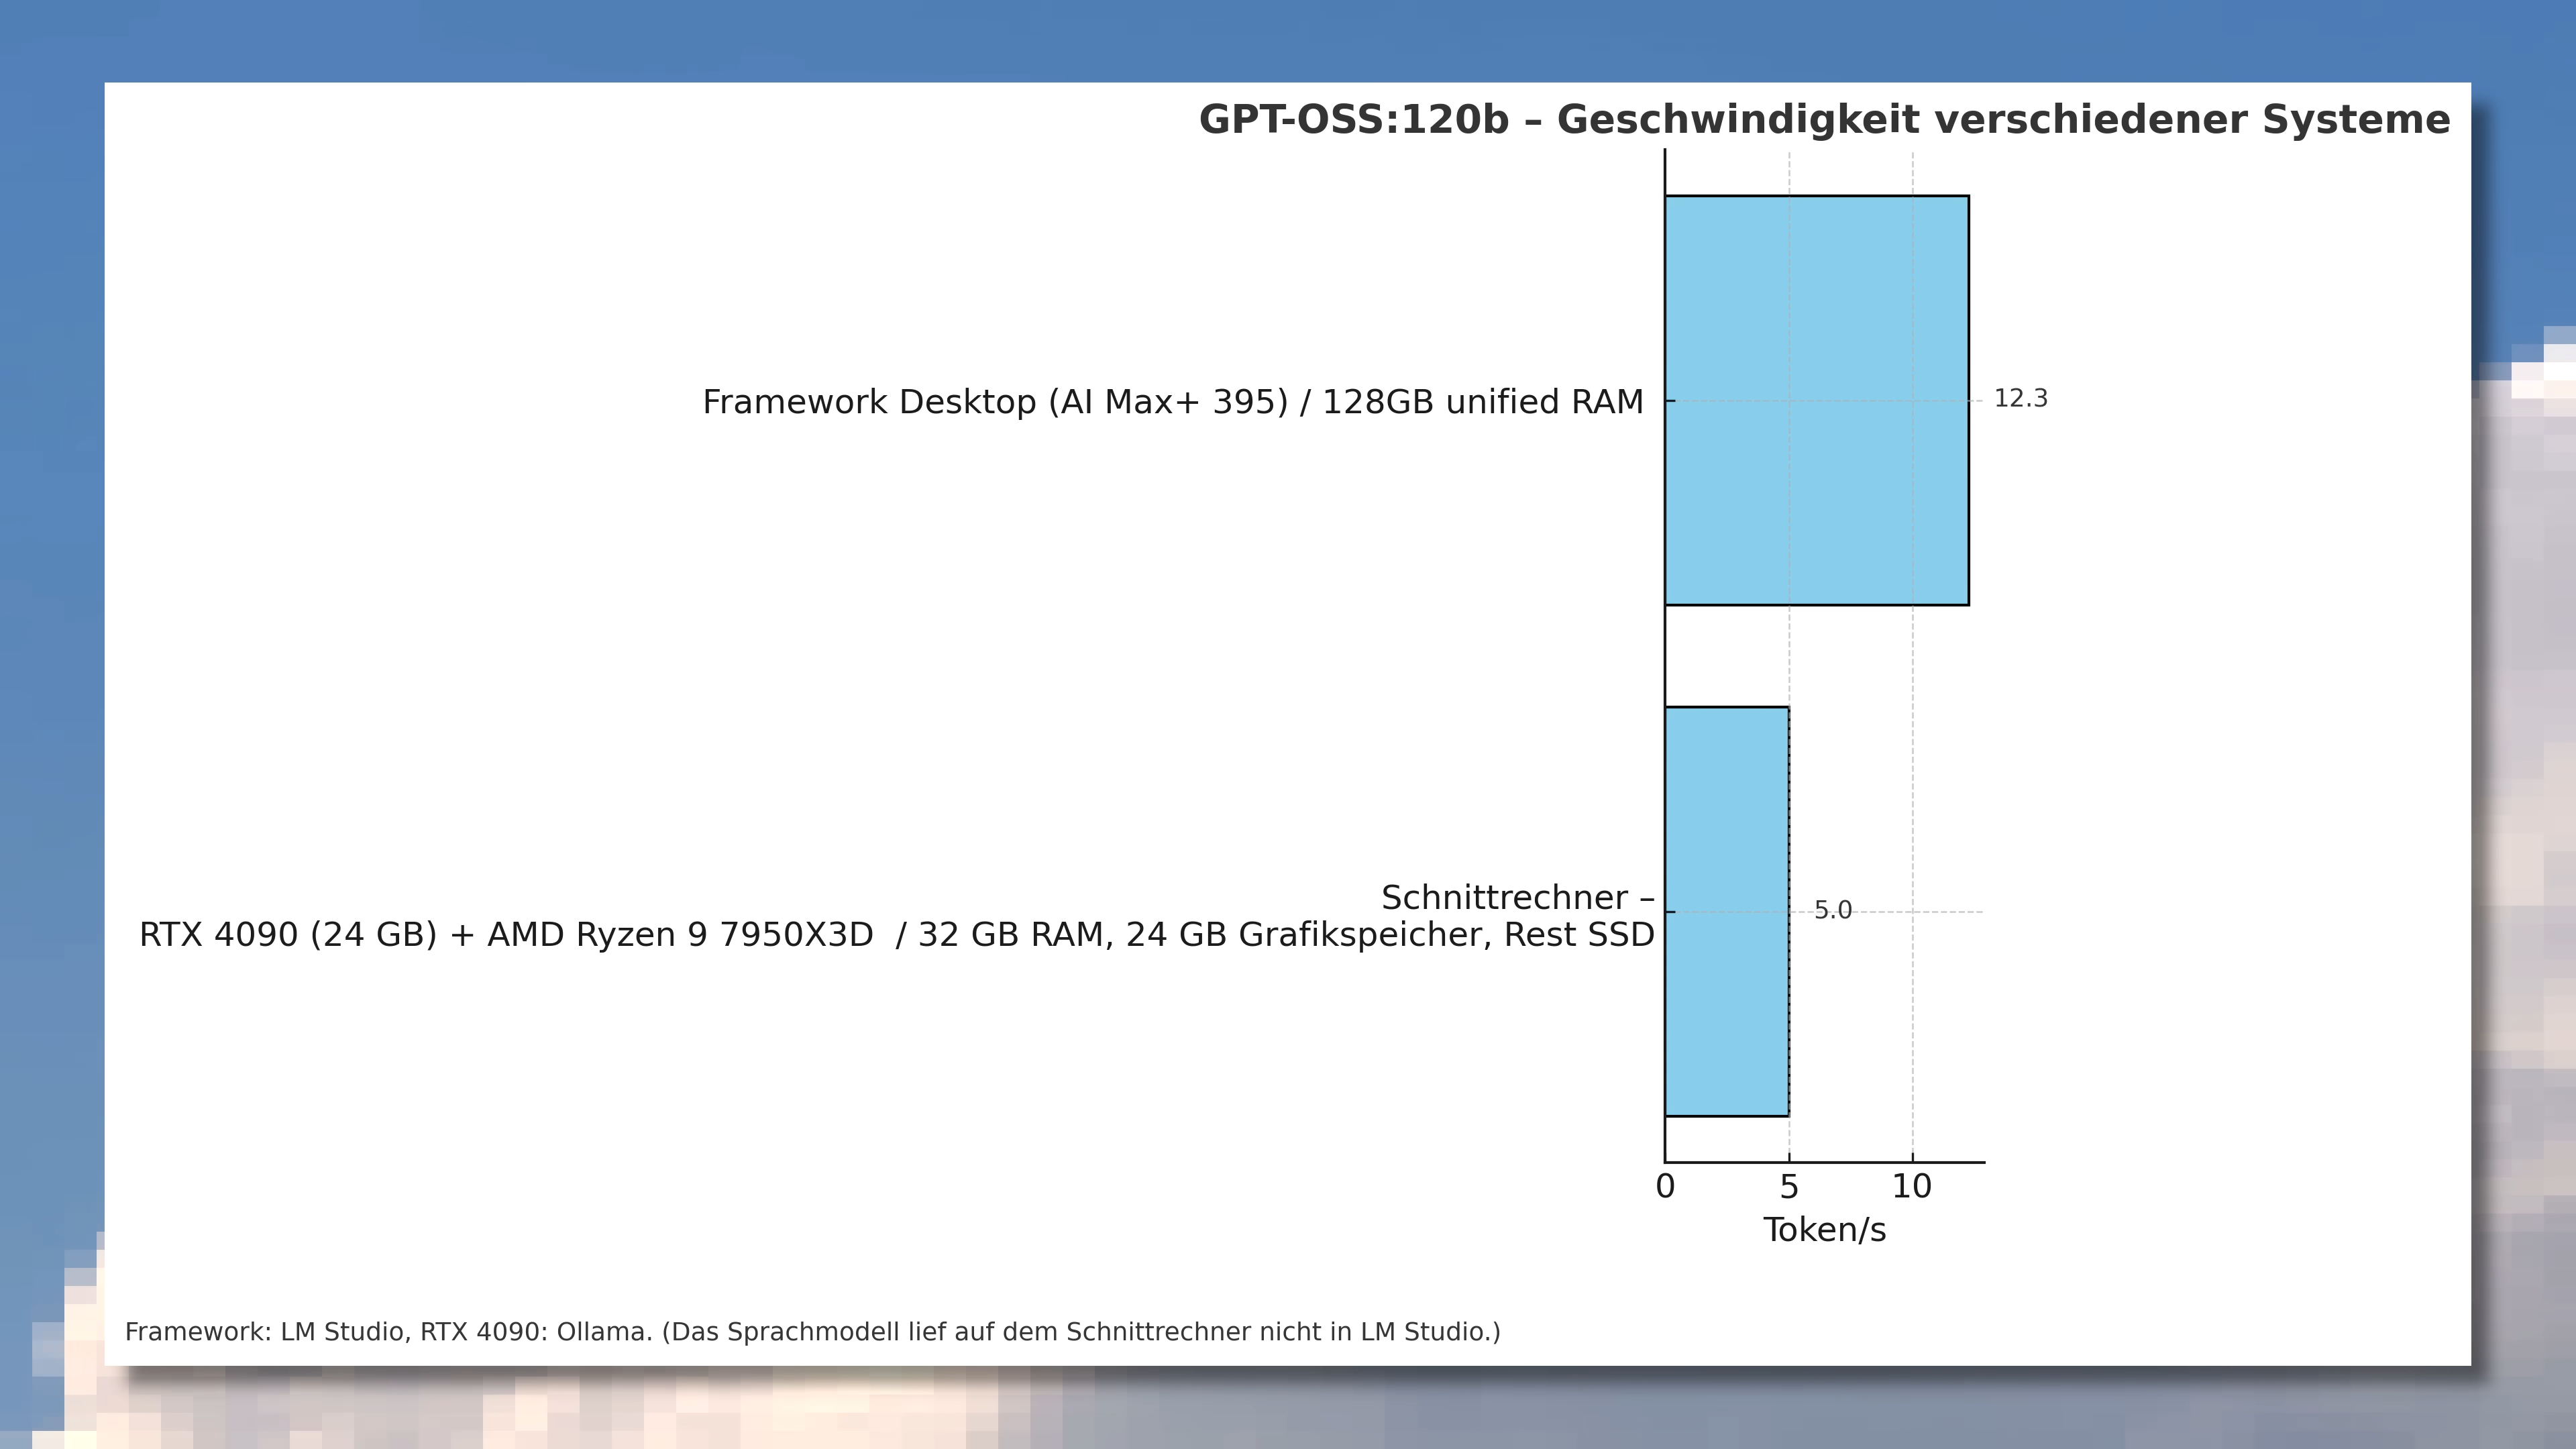 GPT-OSS:120b – Geschwindigkeit verschiedener Systeme
Framework Desktop (AI Max+ 395) / 128GB unified RAM
12.3
Schnittrechner –
RTX 4090 (24 GB) + AMD Ryzen 9 7950X3D  / 32 GB RAM, 24 GB Grafikspeicher, Rest SSD
5.0
0 5 10
Token/s
Framework: LM Studio, RTX 4090: Ollama. (Das Sprachmodell lief auf dem Schnittrechner nicht in LM Studio.)